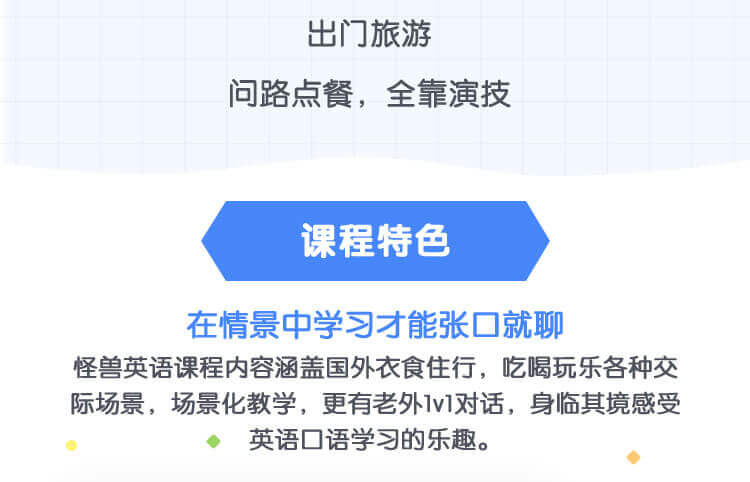 出门旅游
问路点餐，全靠演技
课程特色
在情景中学习才能张口就聊
怪兽英语课程内容涵盖国外衣食住行，吃喝玩乐各种交
际场景，场景化教学，更有老外1v1对话，身临其境感受
英语口语学习的乐趣。